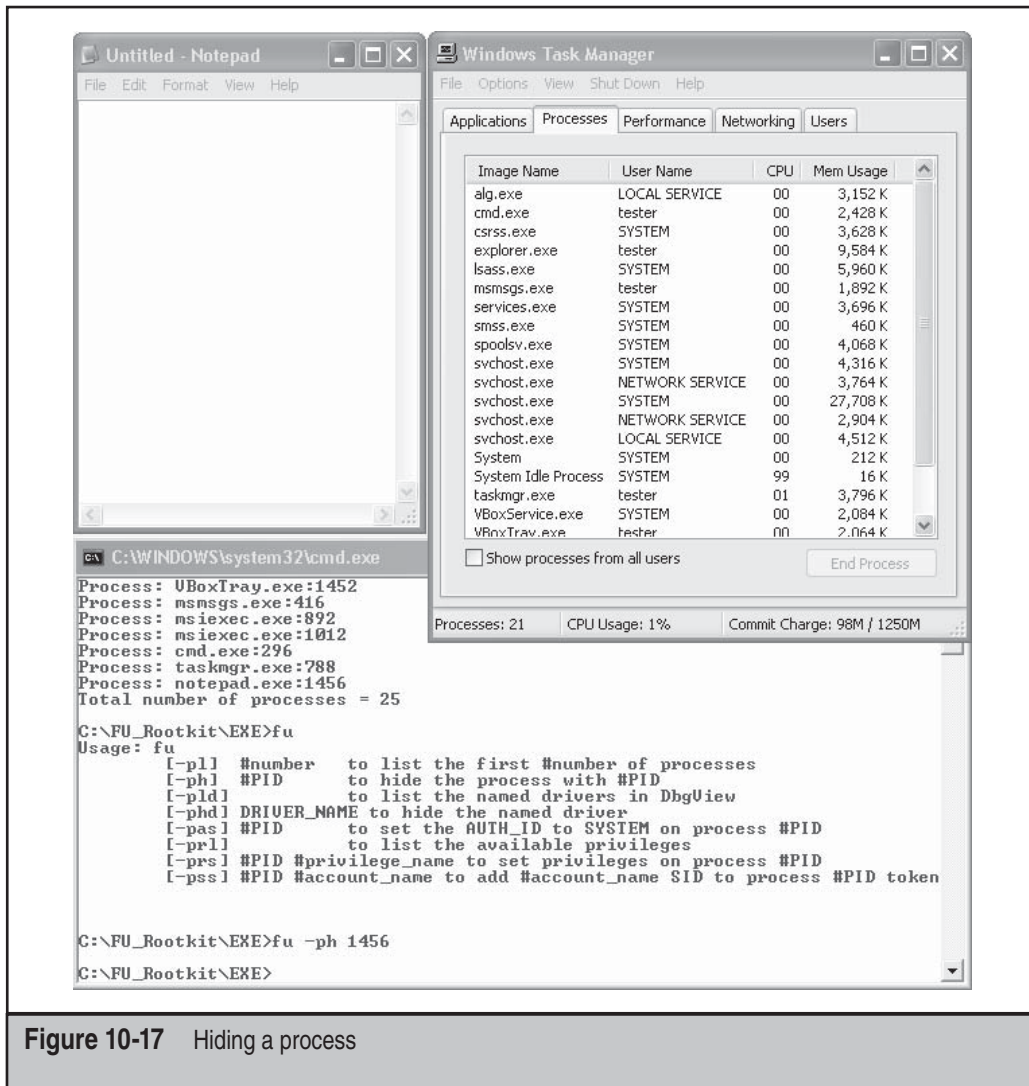 Untitled - Notepad
File Edit Format View Help
Windows Task Manager
File Options View Shut Down Help
Applications Processes Performance Networking Users
Image Name User Name CPU Mem Usage
alg.exe LOCAL SERVICE 00 3,152 K
cmd.exe tester 00 2,428 K
csrss.exe SYSTEM 00 3,628 K
explorer.exe tester 00 9,584 K
lsass.exe SYSTEM 00 5,960 K
msmsgs.exe tester 00 1,892 K
services.exe SYSTEM 00 3,696 K
smss.exe SYSTEM 00 460 K
spoolsv.exe SYSTEM 00 4,068 K
svchost.exe SYSTEM 00 4,316 K
svchost.exe NETWORK SERVICE 00 3,764 K
svchost.exe SYSTEM 00 27,708 K
svchost.exe NETWORK SERVICE 00 2,904 K
svchost.exe LOCAL SERVICE 00 4,512 K
System SYSTEM 00 212 K
System Idle Process SYSTEM 99 16 K
taskmgr.exe tester 01 3,796 K
VBoxService.exe SYSTEM 00 2,084 K
VBoxTray.exe tester 00 2,064 K
Show processes from all users End Process
Processes: 21 CPU Usage: 1% Commit Charge: 98M / 1250M
C:\WINDOWS\system32\cmd.exe
Process: VBoxTray.exe:1452
Process: msmsgs.exe:416
Process: msiexec.exe:892
Process: msiexec.exe:1012
Process: cmd.exe:296
Process: taskmgr.exe:788
Process: notepad.exe:1456
Total number of processes = 25
C:\FU_Rootkit\EXE>fu
Usage: fu
[-pl] #number to list the first #number of processes
[-ph] #PID to hide the process with #PID
[-pld] to list the named drivers in DbgView
[-phd] DRIVER_NAME to hide the named driver
[-pas] #PID to set the AUTH_ID to SYSTEM on process #PID
[-prl] to list the available privileges
[-prs] #PID #privilege_name to set privileges on process #PID
[-pss] #PID #account_name to add #account_name SID to process #PID token
C:\FU_Rootkit\EXE>fu -ph 1456
C:\FU_Rootkit\EXE>
Figure 10-17 Hiding a process